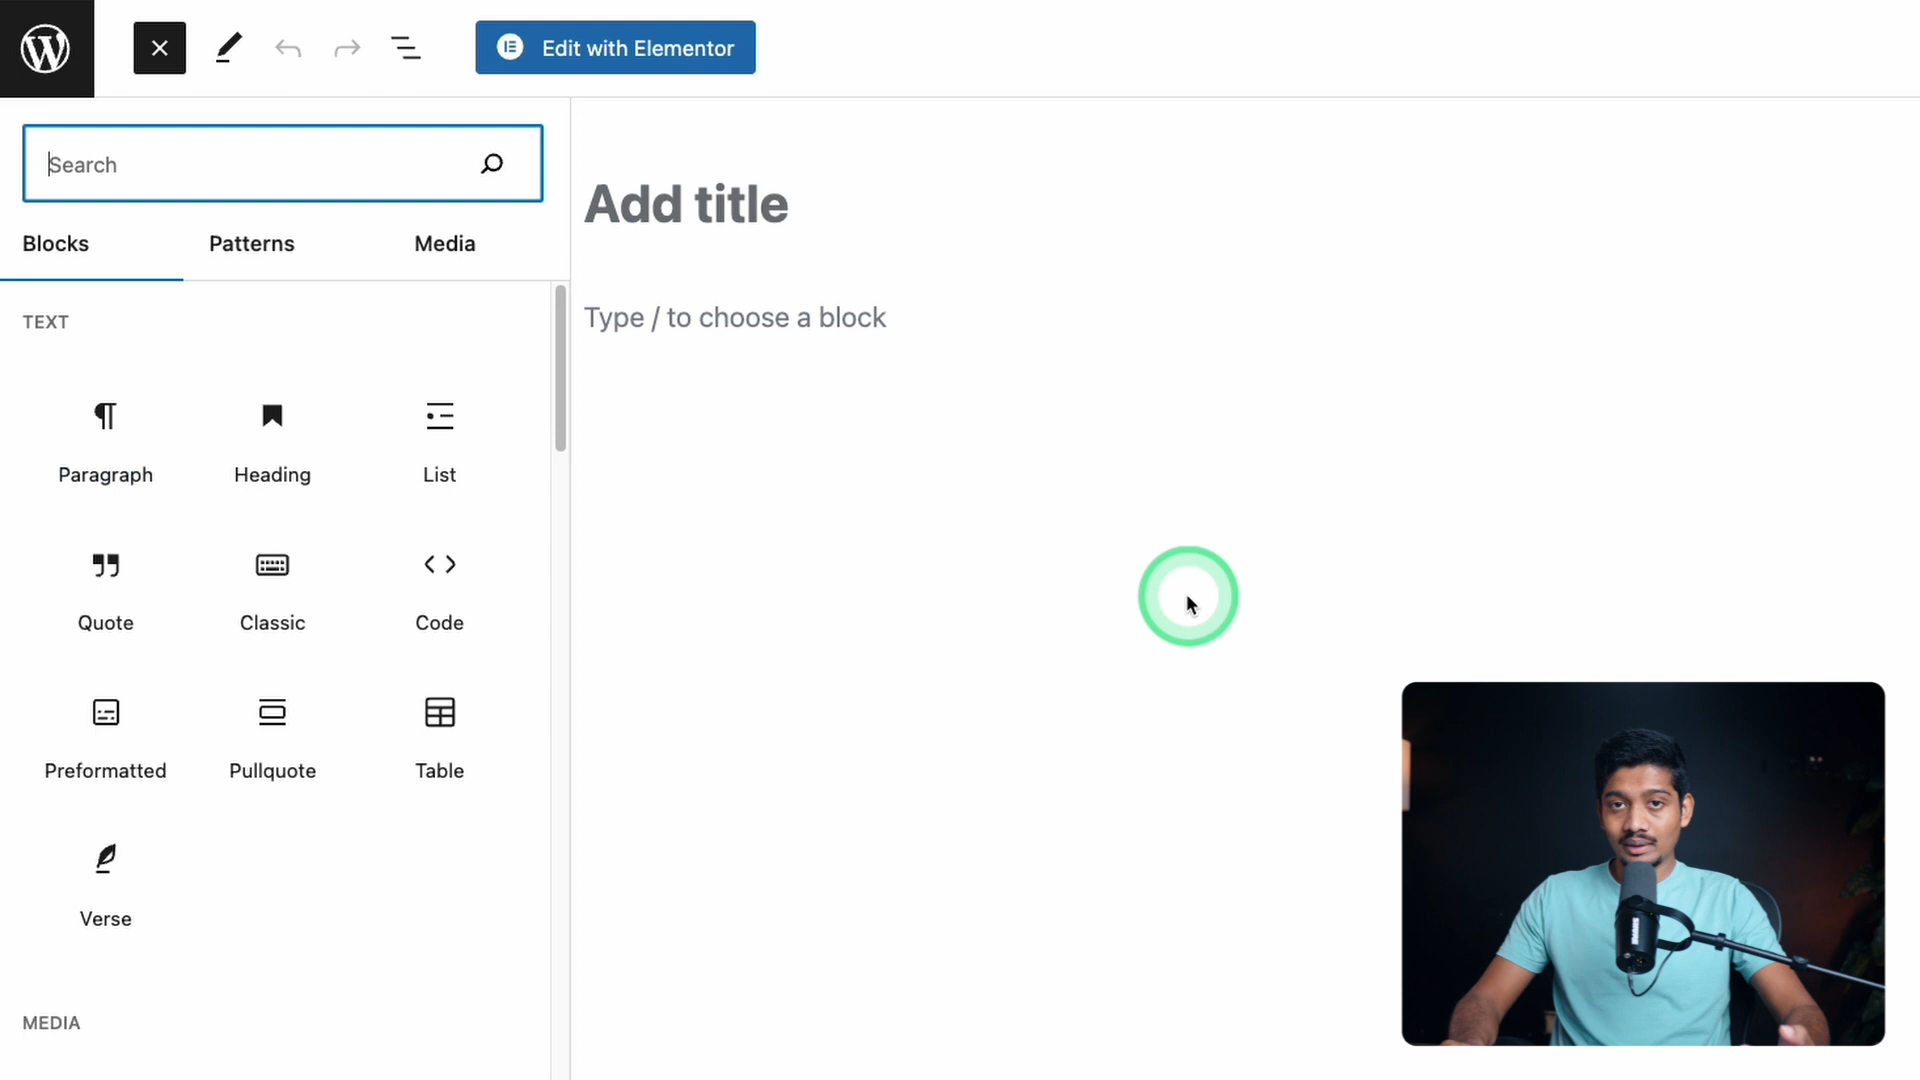 Edit with Elementor
Search
Blocks
Patterns
Media
TEXT
Paragraph
Heading
List
Quote
Classic
Code
Preformatted
Pullquote
Table
Verse
MEDIA
Add title
Type / to choose a block